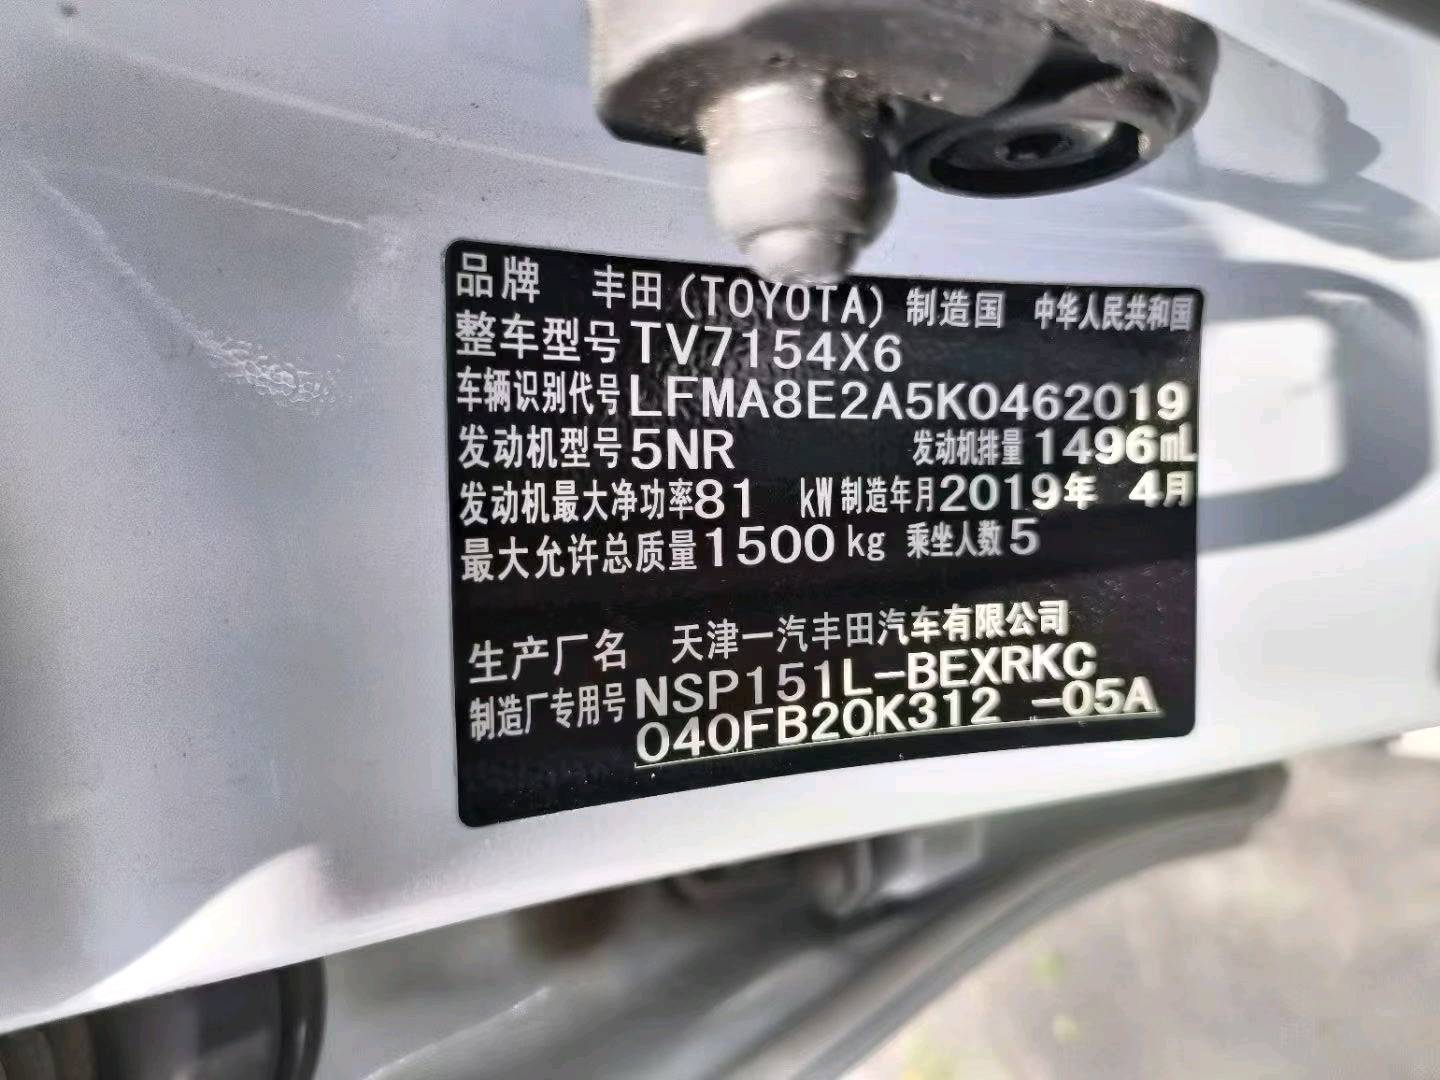 品牌 丰田(TOYOTA) 制造国 中华人民共和国
整车型号 TV7154X6
车辆识别代号 LFMA8E2A5K0462019
发动机型号 5NR 发动机排量 1496mL
发动机最大净功率 81 kW 制造年月 2019年 4月
最大允许总质量 1500 kg 乘坐人数 5
生产厂名 天津一汽丰田汽车有限公司
制造厂专用号 NSP151L-BEXRKC
040FB20K312 -05A